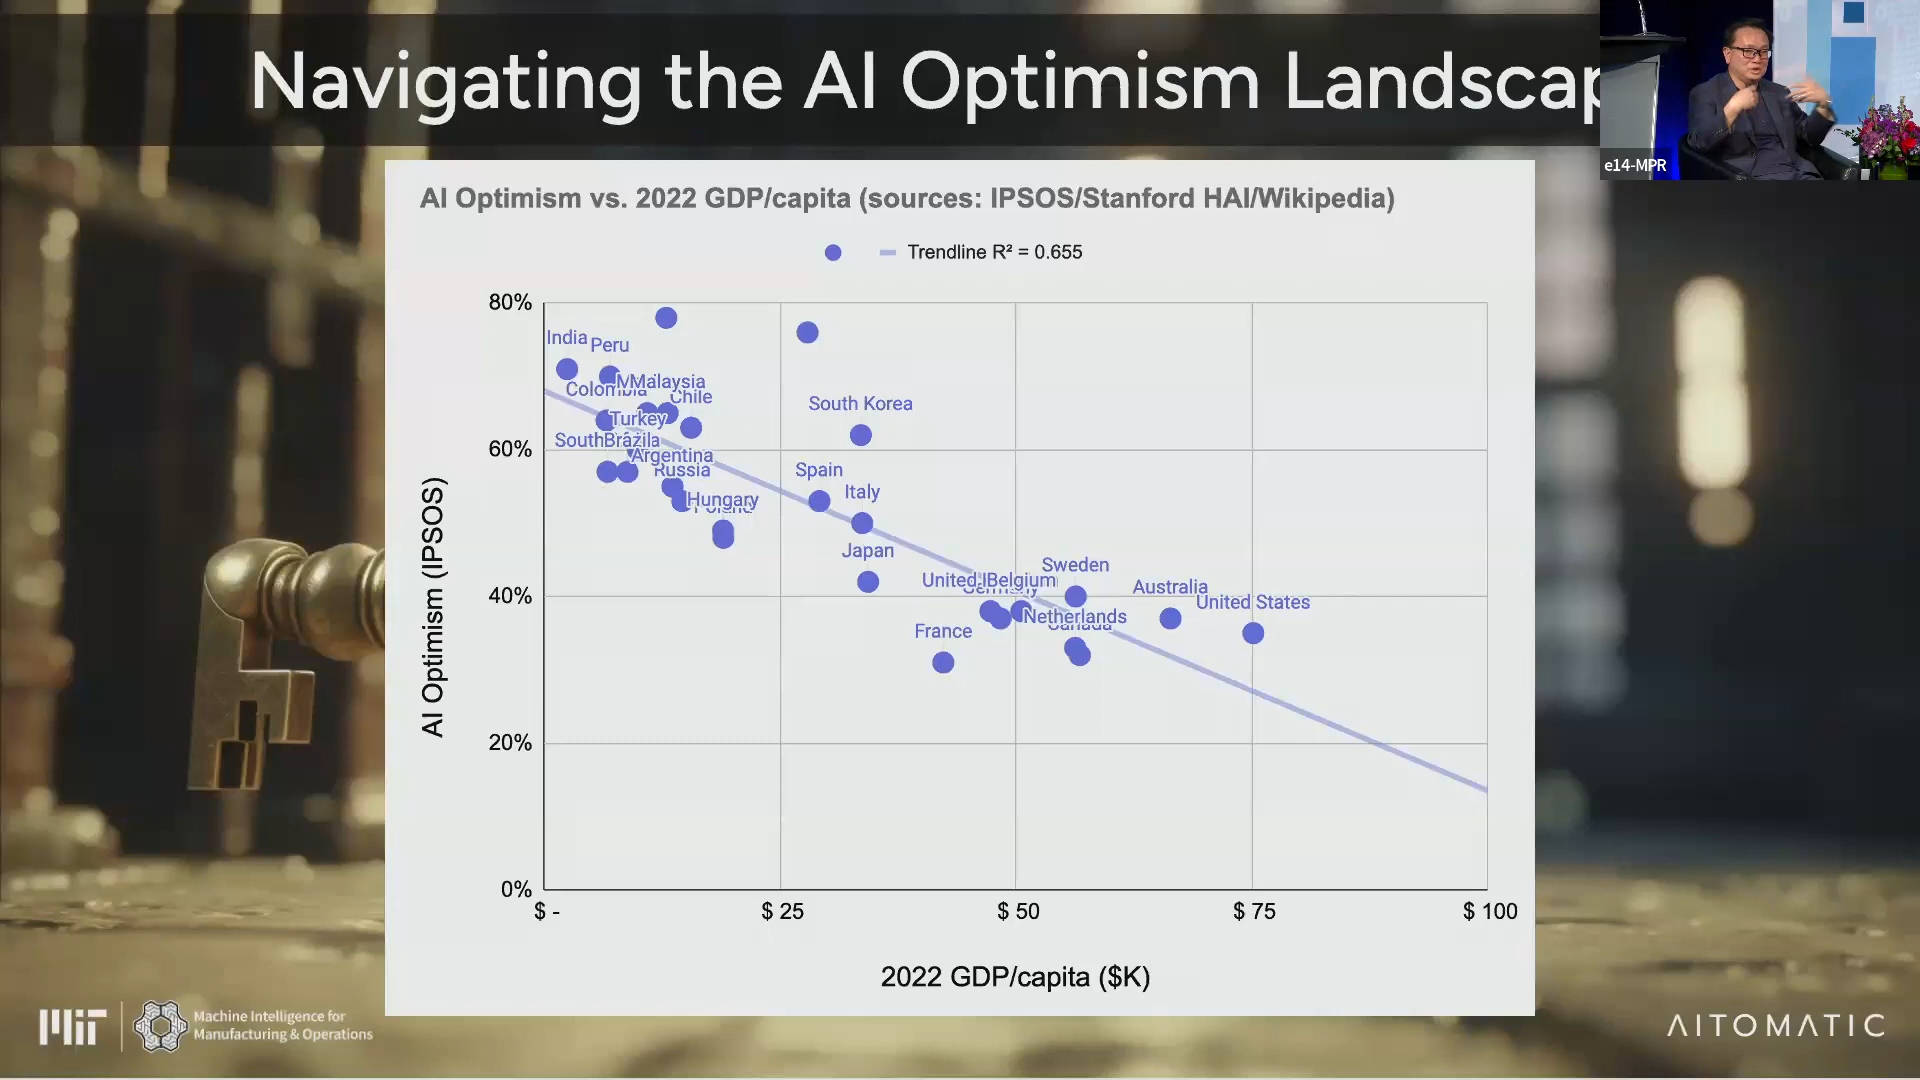 Navigating the AI Optimism Landscap
e14-MPR
AI Optimism vs. 2022 GDP/capita (sources: IPSOS/Stanford HAI/Wikipedia)
Trendline R² = 0.655
80%
60%
40%
20%
0%
AI Optimism (IPSOS)
India
Peru
Colombia
Malaysia
Chile
Turkey
South
Brazil
Argentina
Russia
Hungary
South Korea
Spain
Italy
Japan
Sweden
United
Belgium
Australia
United States
Netherlands
France
$ -
$ 25
$ 50
$ 75
$ 100
2022 GDP/capita ($K)
MIT
Machine Intelligence for
Manufacturing & Operations
AITOMATIC